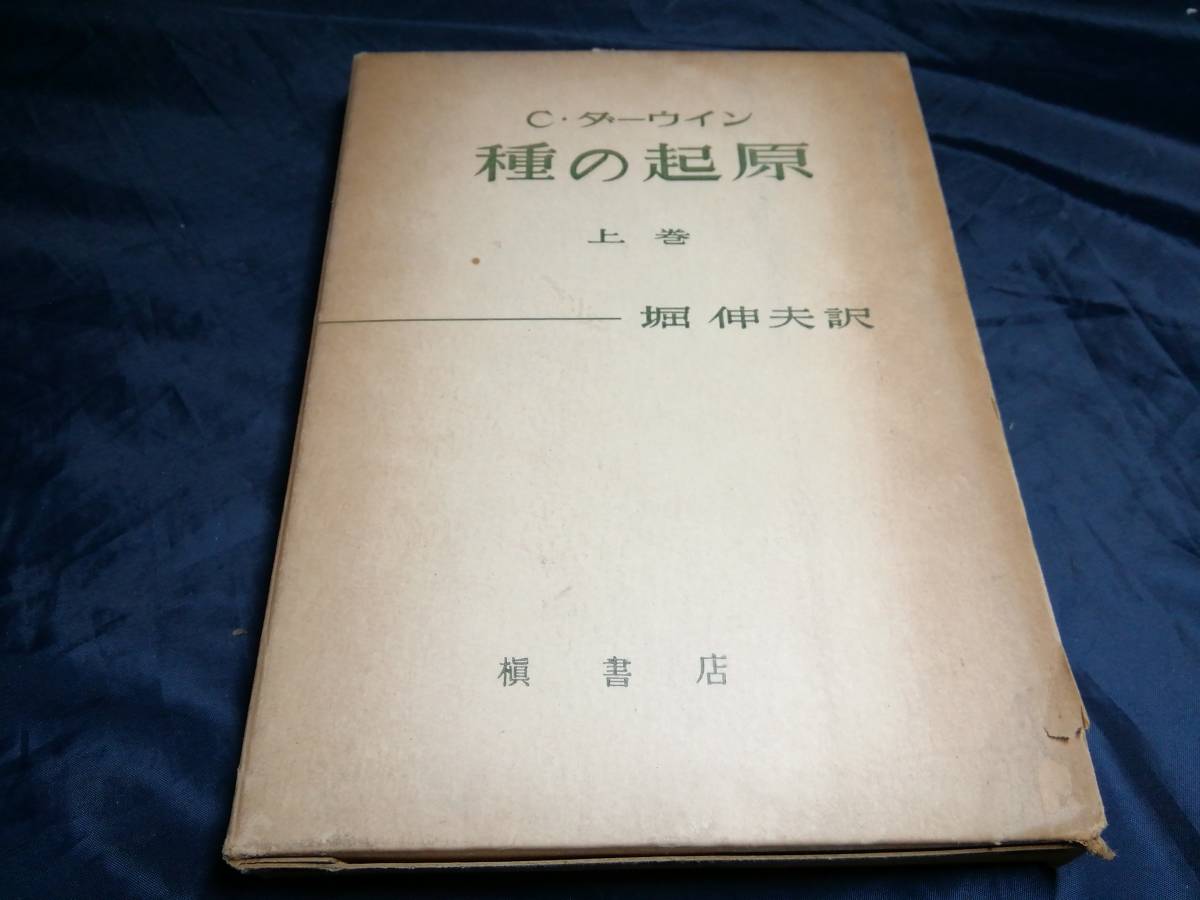 C・ダーウイン
種の起原
上巻
堀伸夫訳
槇書店